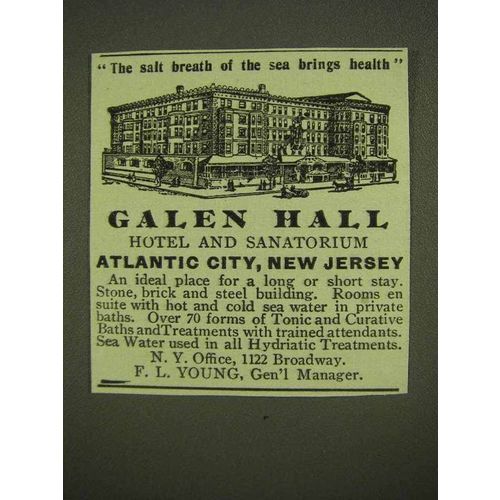 "The salt breath of the sea brings health"
GALEN HALL
HOTEL AND SANATORIUM
ATLANTIC CITY, NEW JERSEY
An ideal place for a long or short stay.
Stone, brick and steel building. Rooms en
suite with hot and cold sea water in private
baths. Over 70 forms of Tonic and Curative
Baths and Treatments with trained attendants.
Sea Water used in all Hydriatic Treatments.
N. Y. Office, 1122 Broadway.
F. L. YOUNG, Gen'l Manager.